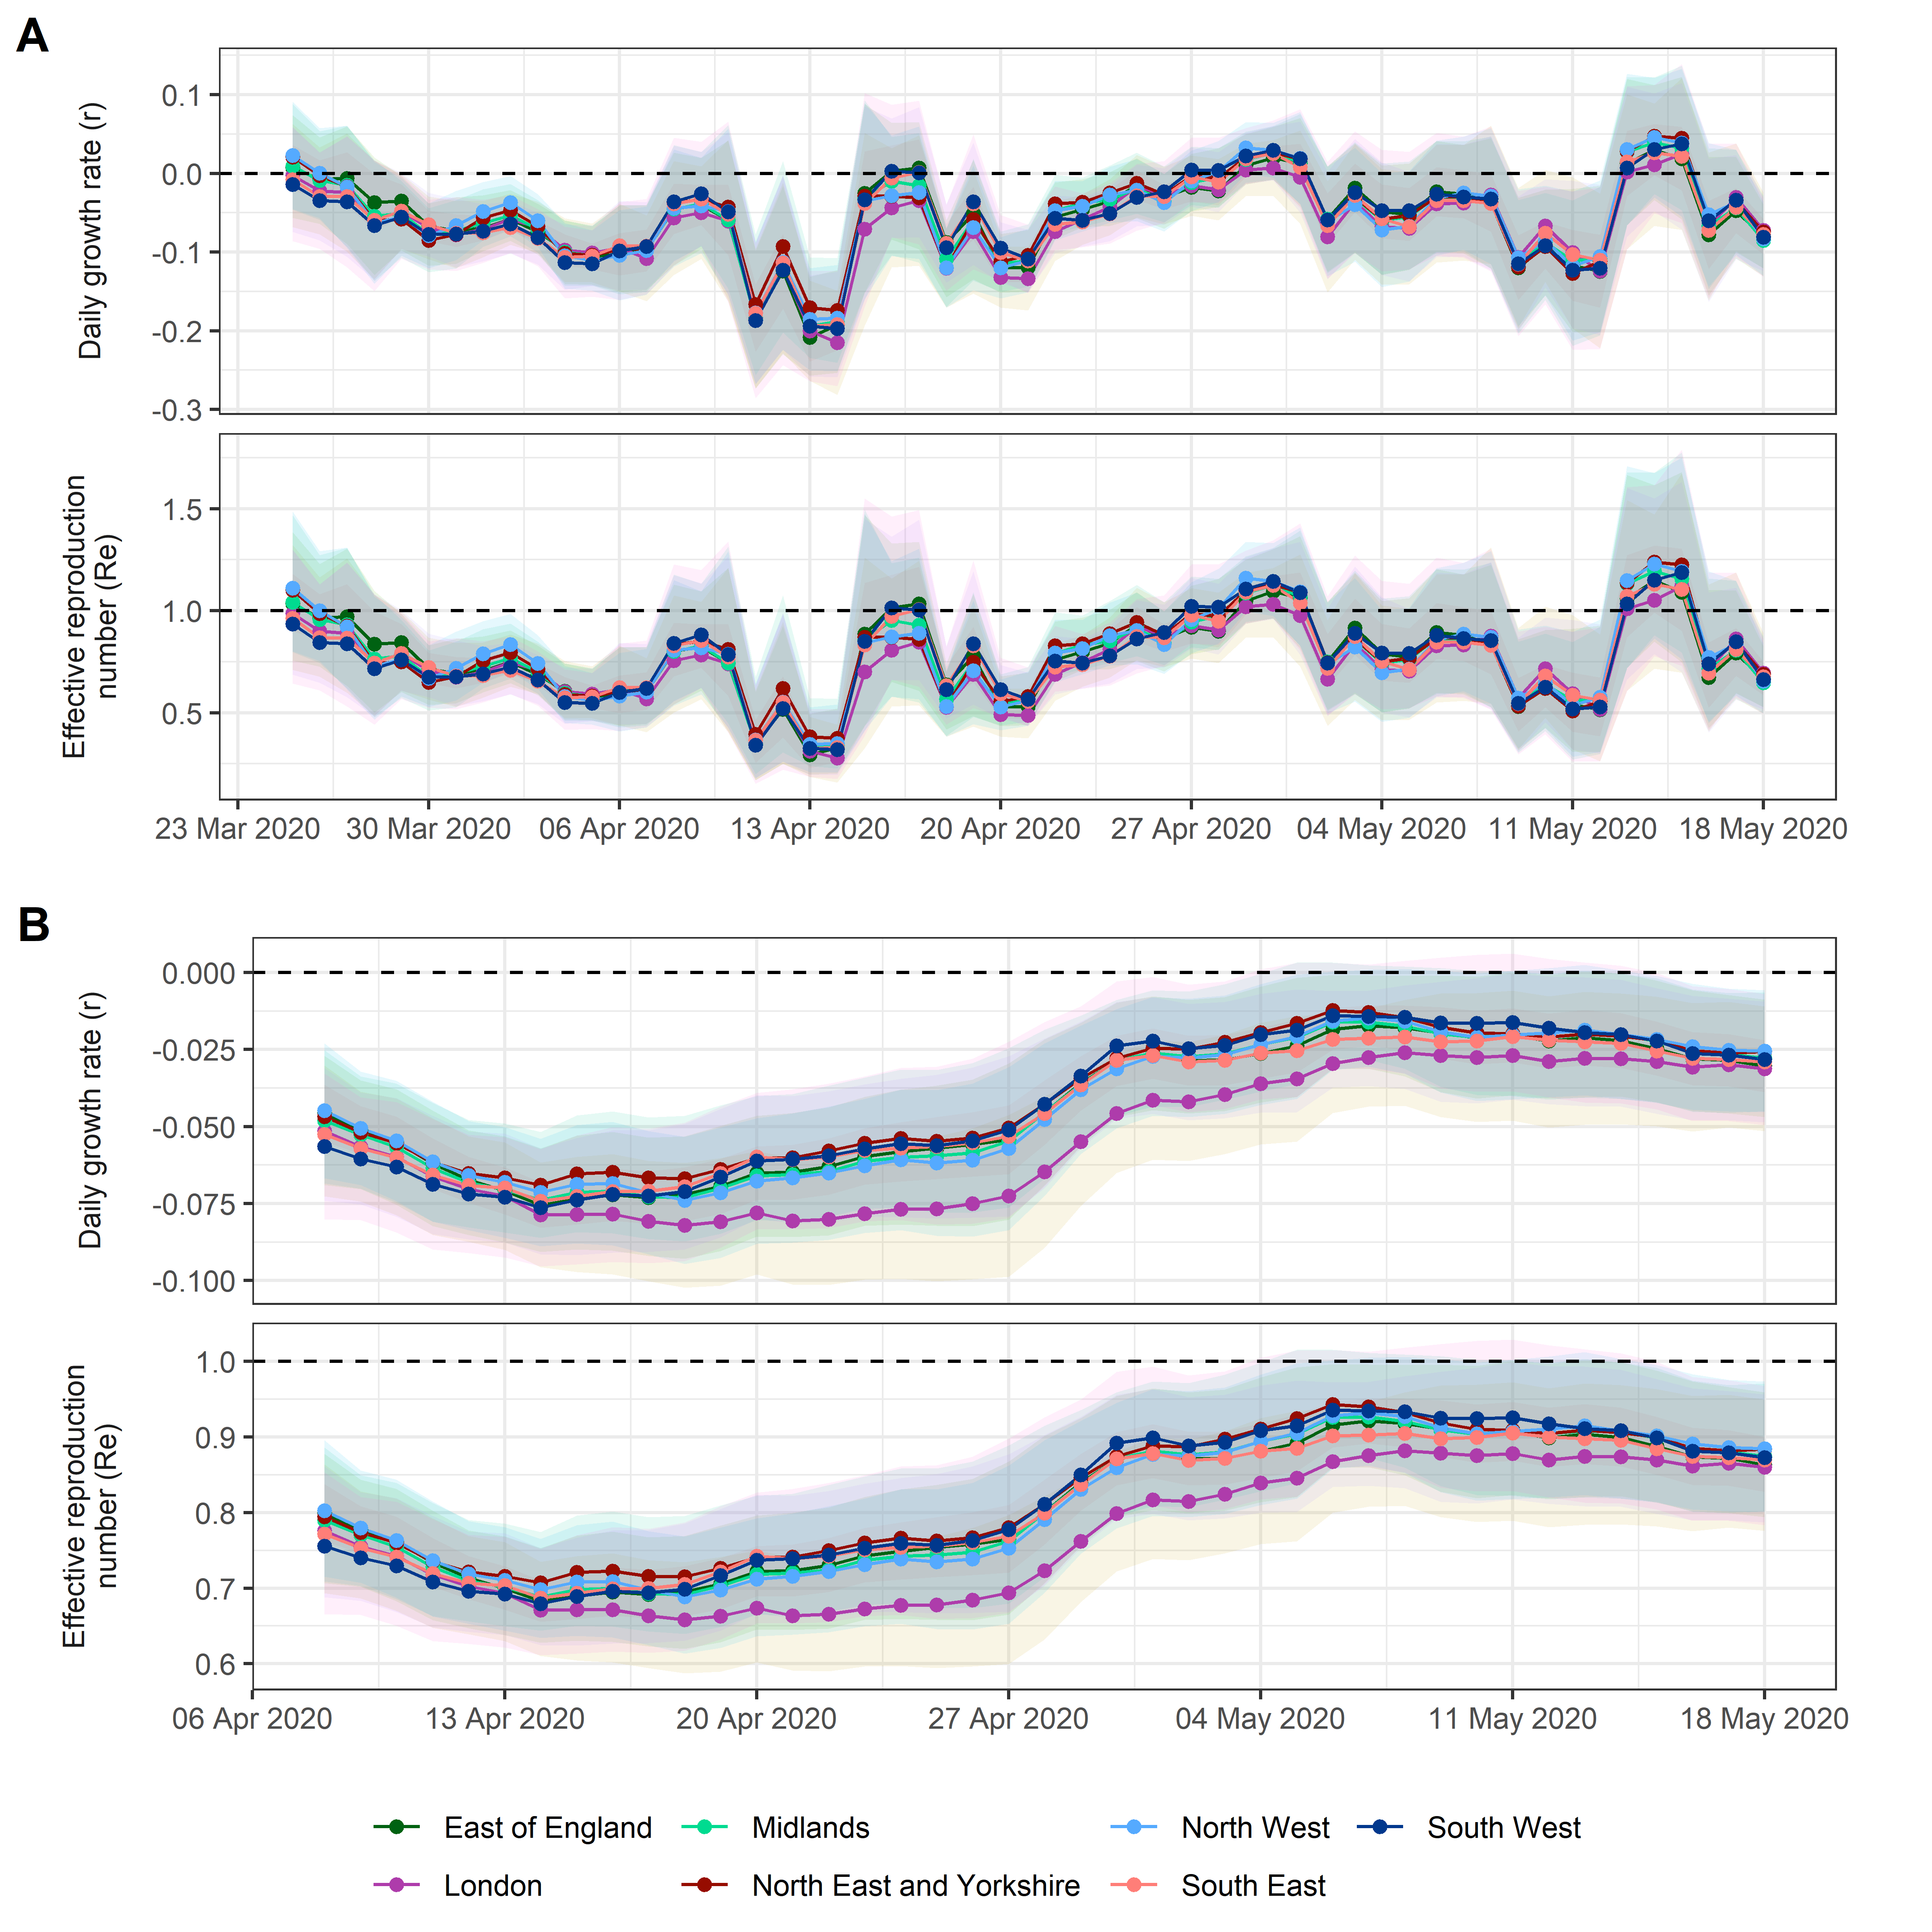 A
Daily growth rate (r)
0.1
0.0
-0.1
-0.2
-0.3
Effective reproduction
number (Re)
1.5
1.0
0.5
23 Mar 2020 30 Mar 2020 06 Apr 2020 13 Apr 2020 20 Apr 2020 27 Apr 2020 04 May 2020 11 May 2020 18 May 2020
B
Daily growth rate (r)
0.000
-0.025
-0.050
-0.075
-0.100
Effective reproduction
number (Re)
1.0
0.9
0.8
0.7
0.6
06 Apr 2020 13 Apr 2020 20 Apr 2020 27 Apr 2020 04 May 2020 11 May 2020 18 May 2020
East of England Midlands North West South West
London North East and Yorkshire South East